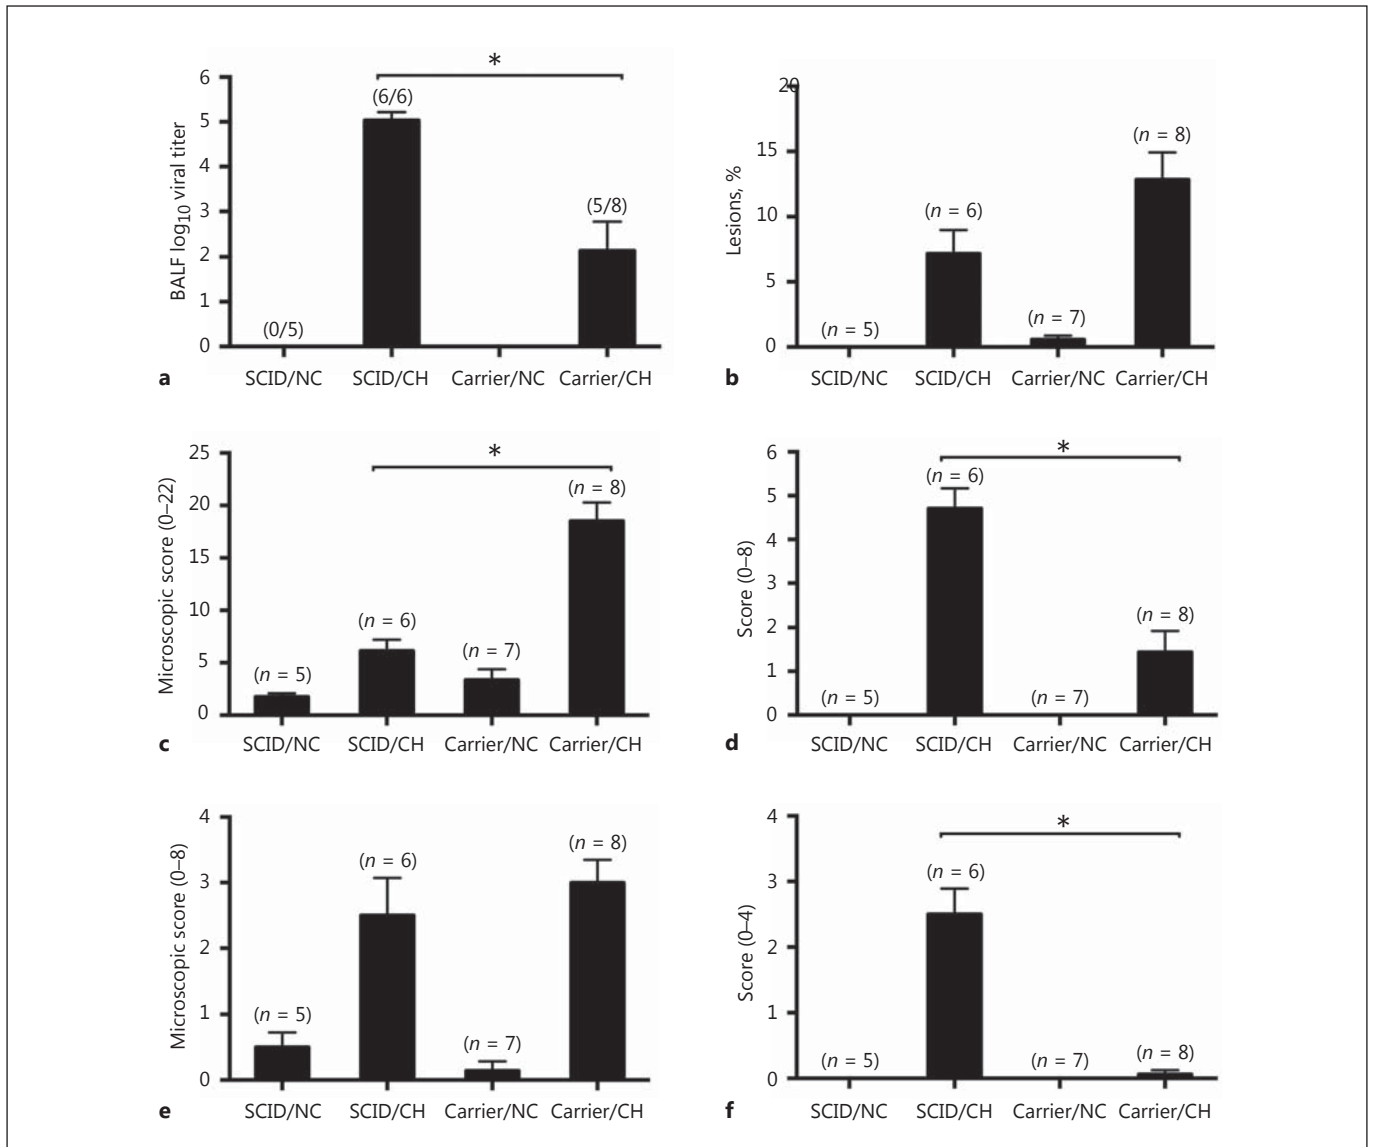 6
5
4
3
2
1
0
BALF log10 viral titer
*
(0/5)
(6/6)
(5/8)
SCID/NC SCID/CH Carrier/NC Carrier/CH
a
20
15
10
5
0
Lesions, %
(n = 5)
(n = 6)
(n = 7)
(n = 8)
SCID/NC SCID/CH Carrier/NC Carrier/CH
b
25
20
15
10
5
0
Microscopic score (0–22)
*
(n = 5)
(n = 6)
(n = 7)
(n = 8)
SCID/NC SCID/CH Carrier/NC Carrier/CH
c
6
5
4
3
2
1
0
Score (0–8)
*
(n = 5)
(n = 6)
(n = 7)
(n = 8)
SCID/NC SCID/CH Carrier/NC Carrier/CH
d
4
3
2
1
0
Microscopic score (0–8)
(n = 5)
(n = 6)
(n = 7)
(n = 8)
SCID/NC SCID/CH Carrier/NC Carrier/CH
e
4
3
2
1
0
Score (0–4)
*
(n = 5)
(n = 6)
(n = 7)
(n = 8)
SCID/NC SCID/CH Carrier/NC Carrier/CH
f